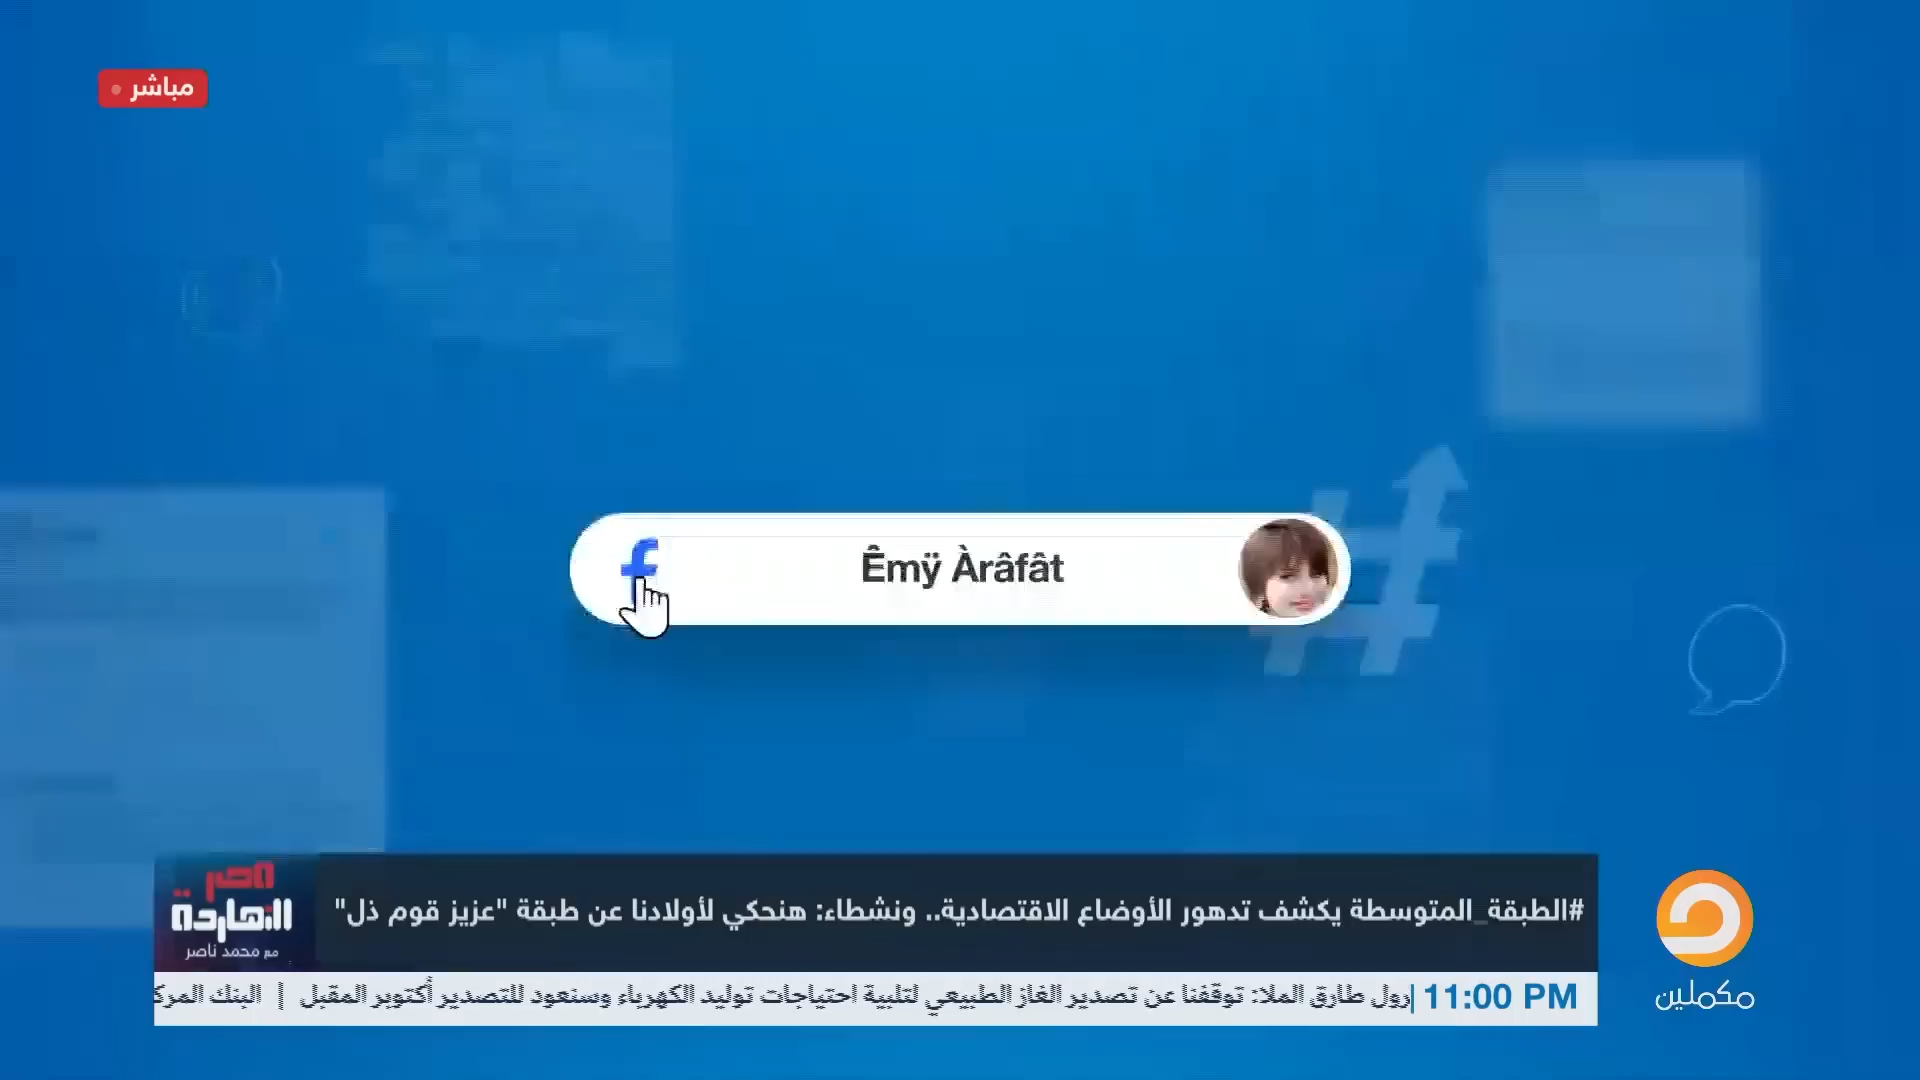 مباشر
Êmÿ Àrâfât
مصر
النهاردة
مع محمد ناصر
#الطبقة_المتوسطة يكشف تدهور الأوضاع الاقتصادية.. ونشطاء: هنحكي لأولادنا عن طبقة "عزيز قوم ذل"
11:00 PM
رول طارق الملا: توقفنا عن تصدير الغاز الطبيعي لتلبية احتياجات توليد الكهرباء وسنعود للتصدير أكتوبر المقبل | البنك المرك
مكملين